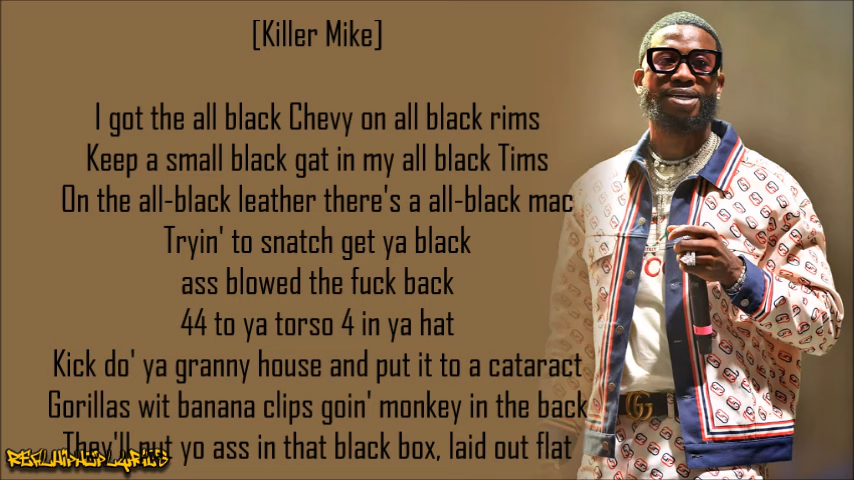 [Killer Mike]
I got the all black Chevy on all black rims
Keep a small black gat in my all black Tims
On the all-black leather there's a all-black mac
Tryin' to snatch get ya black
ass blowed the fuck back
44 to ya torso 4 in ya hat
Kick do' ya granny house and put it to a cataract
Gorillas wit banana clips goin' monkey in the back
They'll put yo ass in that black box, laid out flat
REALHIPHOPLYRICS